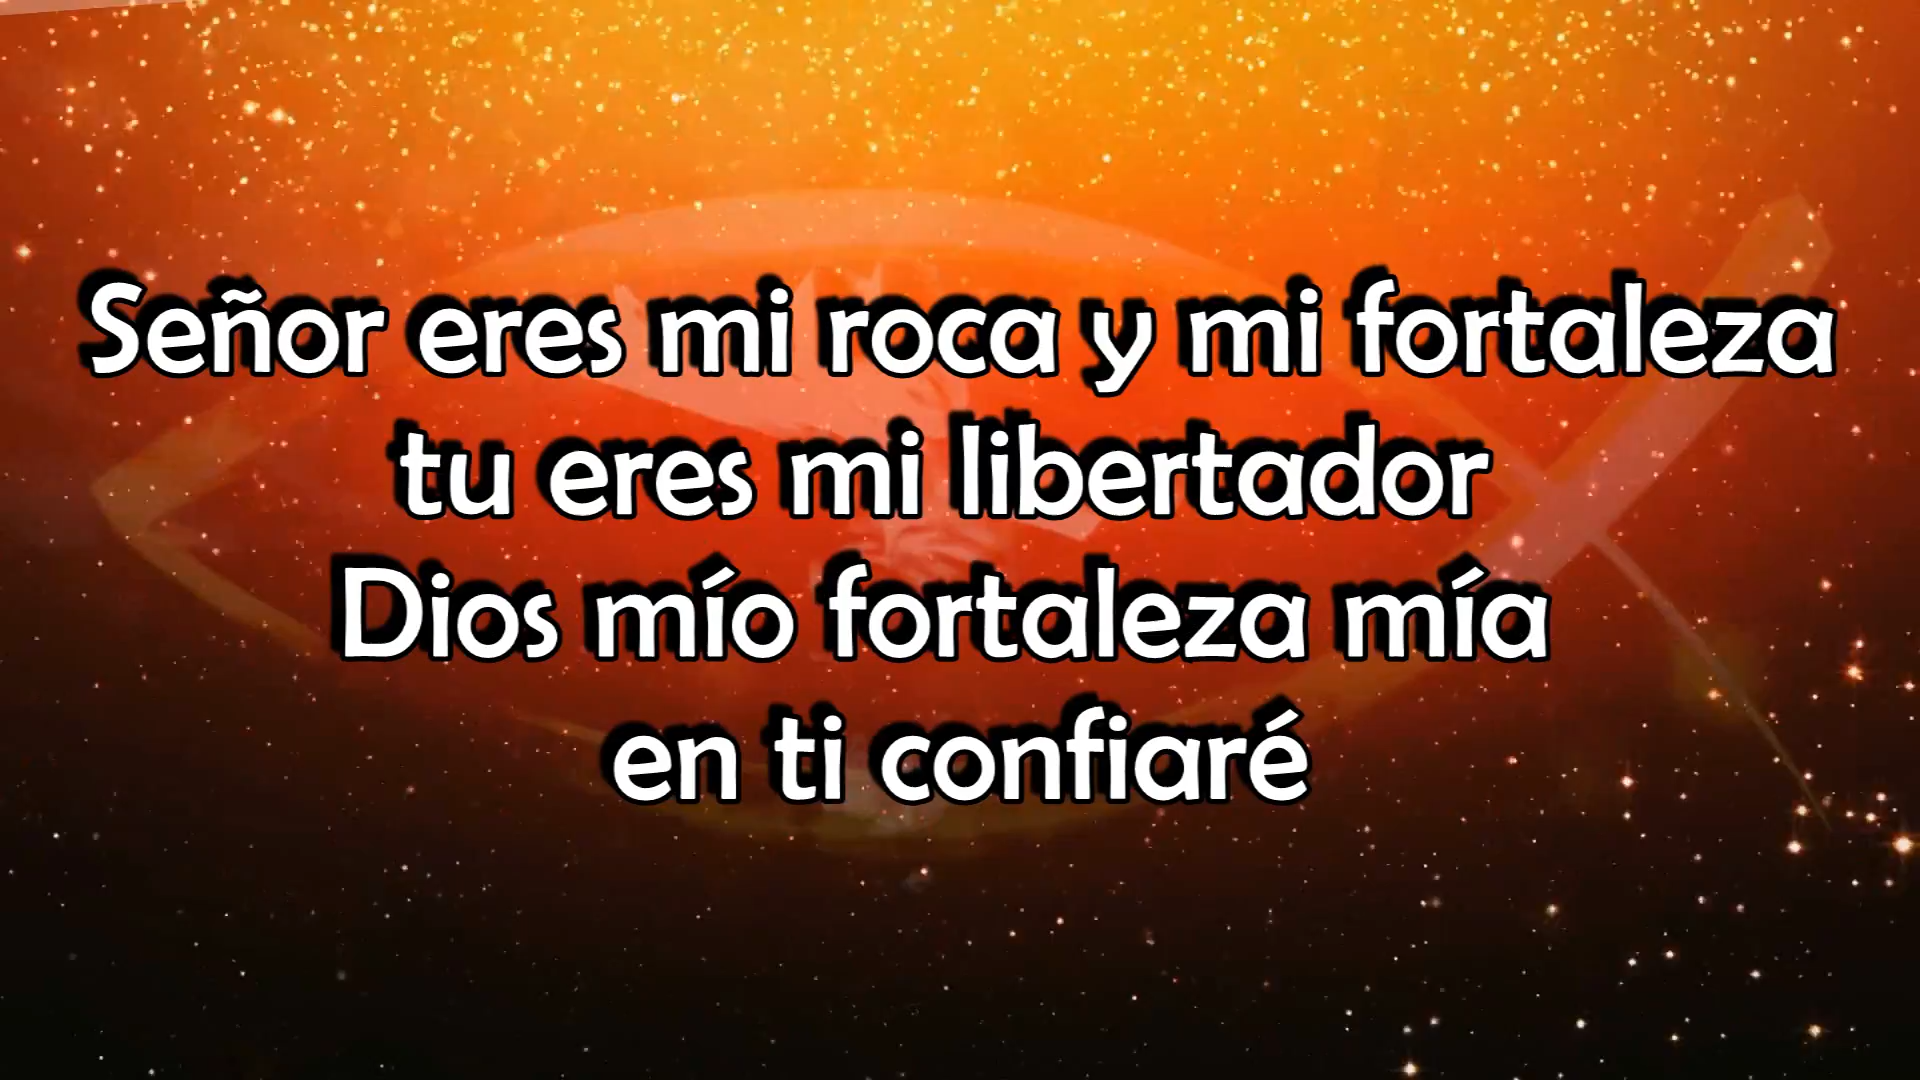 Señor eres mi roca y mi fortaleza
tu eres mi libertador
Dios mío fortaleza mía
en ti confiaré